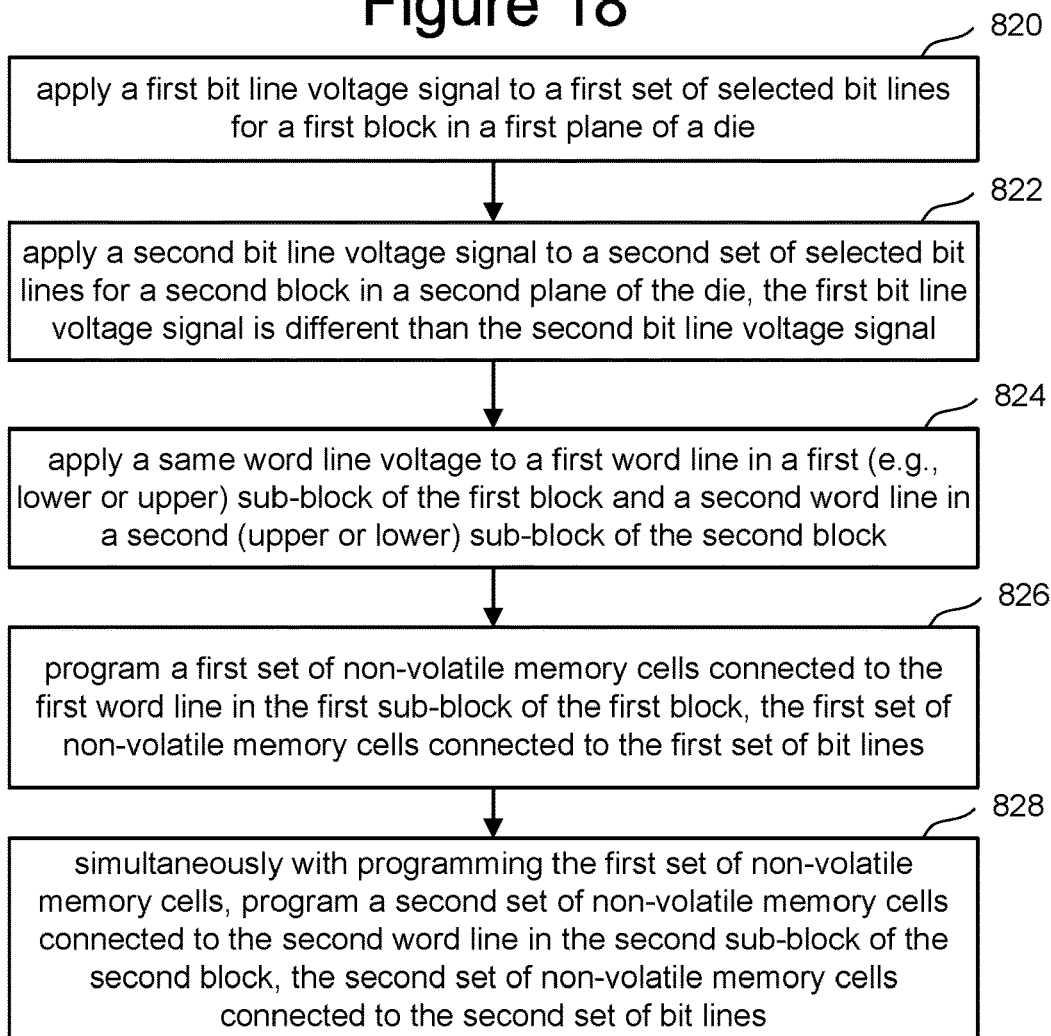 Figure 18
820
apply a first bit line voltage signal to a first set of selected bit lines
for a first block in a first plane of a die
822
apply a second bit line voltage signal to a second set of selected bit
lines for a second block in a second plane of the die, the first bit line
voltage signal is different than the second bit line voltage signal
824
apply a same word line voltage to a first word line in a first (e.g.,
lower or upper) sub-block of the first block and a second word line in
a second (upper or lower) sub-block of the second block
826
program a first set of non-volatile memory cells connected to the
first word line in the first sub-block of the first block, the first set of
non-volatile memory cells connected to the first set of bit lines
828
simultaneously with programming the first set of non-volatile
memory cells, program a second set of non-volatile memory cells
connected to the second word line in the second sub-block of the
second block, the second set of non-volatile memory cells
connected to the second set of bit lines